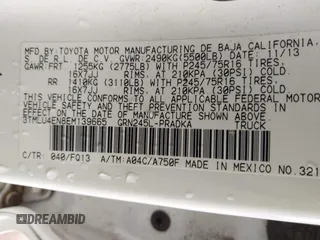 MFD. BY: TOYOTA MOTOR MANUFACTURING DE BAJA CALIFORNIA,
S. DE R.L. DE C.V. GVWR:2490KG(5500LB) 11/13
GAWR:FRT 1255KG (2775LB) WITH P245/75R16 TIRES,
16X7JJ RIMS, AT 210KPA (30PSI) COLD
RR 1410KG (3110LB) WITH P245/75R16 TIRES,
16X7JJ RIMS, AT 210KPA (30PSI) COLD
THIS VEHICLE CONFORMS TO ALL APPLICABLE FEDERAL MOTOR VEHICLE
SAFETY, AND THEFT PREVENTION STANDARDS IN EFFECT
ON THE DATE OF MANUFACTURE SHOWN ABOVE.
5TMLU4EN8EM139665 GRN245L-PRADKA TRUCK
C/TR: 040/FQ13 A/TM:A04C/A750F MADE IN MEXICO NO.321
DREAMBID